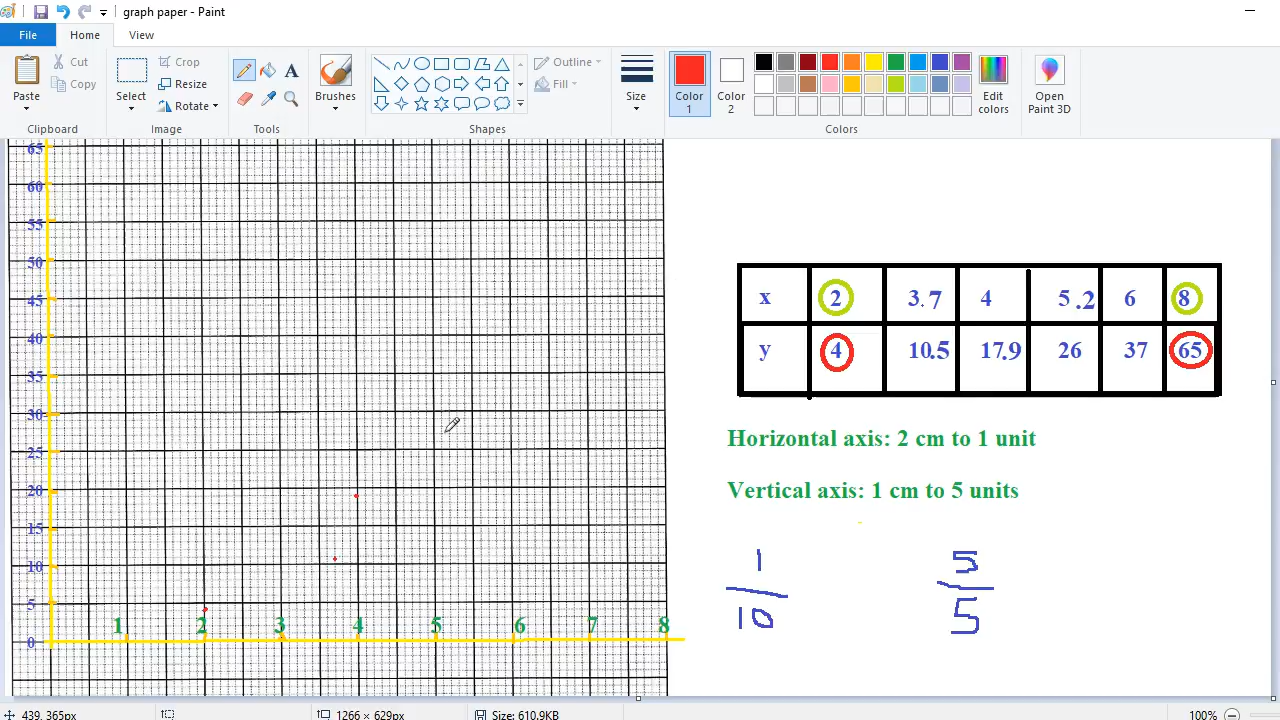 graph paper - Paint
File Home View
Paste Cut Copy
Clipboard
Select Crop Resize Rotate
Image
A
Tools
Brushes
Outline Fill
Shapes
Size
Color 1 Color 2
Edit colors
Colors
Open Paint 3D
65
60
55
50
45
40
35
30
25
20
15
10
5
0
1 2 3 4 5 6 7 8
x 2 3.7 4 5.2 6 8
y 4 10.5 17.9 26 37 65
Horizontal axis: 2 cm to 1 unit
Vertical axis: 1 cm to 5 units
1 5
10 5
439, 365px 1266 × 629px Size: 610.9KB 100%